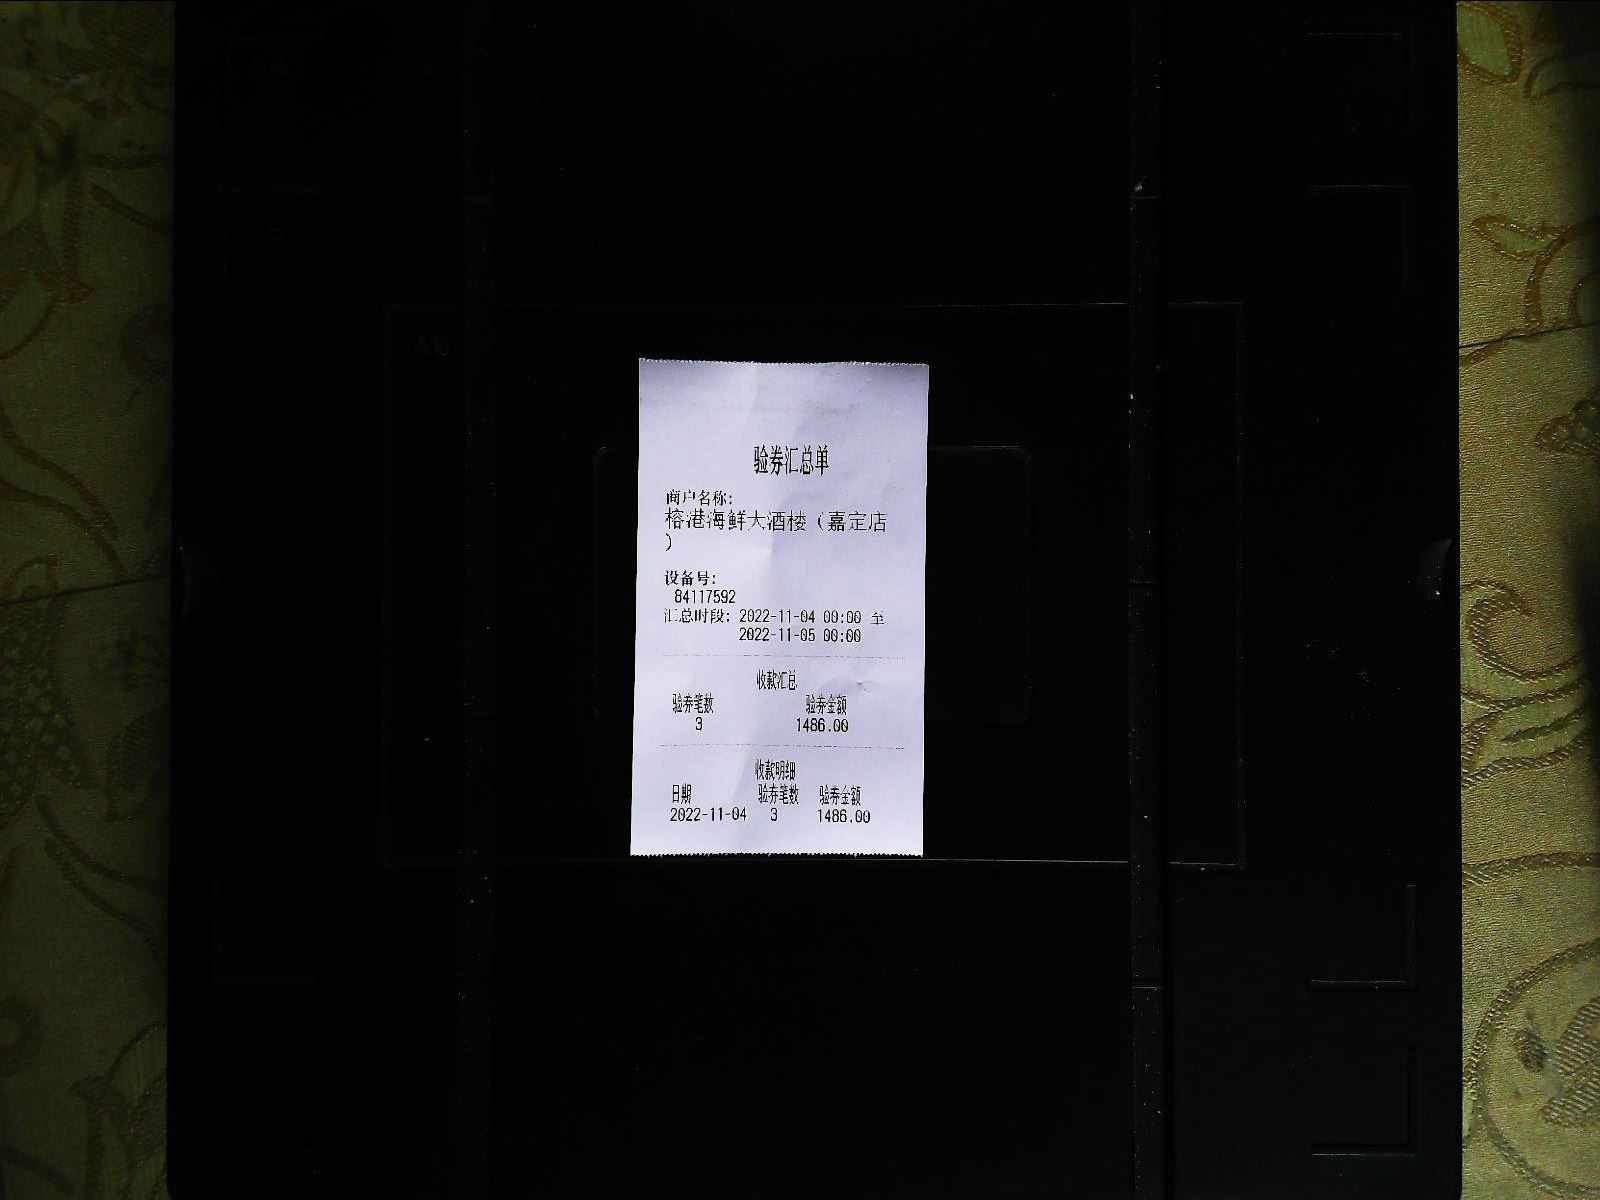 A6
验券汇总单
商户名称:
榕港海鲜大酒楼（嘉定店
）
设备号:
84117592
汇总时段: 2022-11-04 00:00 至
2022-11-05 00:00
收款汇总
验券笔数 验券金额
3 1486.00
收款明细
日期 验券笔数 验券金额
2022-11-04 3 1486.00